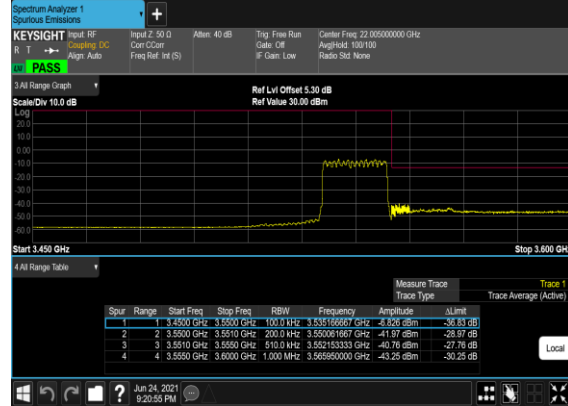 Spectrum Analyzer 1
Spurious Emissions
+
KEYSIGHT Input: RF Input Z: 50 Ω Atten: 40 dB Trig: Free Run Center Freq: 22.005000000 GHz
R T Coupling: DC Corr CCorr Gate: Off Avg|Hold: 100/100
Align: Auto Freq Ref: Int (S) IF Gain: Low Radio Std: None
PASS
3 All Range Graph
Ref Lvl Offset 5.30 dB
Scale/Div 10.0 dB Ref Value 30.00 dBm
Log
20.0
10.0
0.00
-10.0
-20.0
-30.0
-40.0
-50.0
-60.0
Start 3.450 GHz Stop 3.600 GHz
4 All Range Table
Measure Trace Trace 1
Trace Type Trace Average (Active)
Spur Range Start Freq Stop Freq RBW Frequency Amplitude ΔLimit
1 1 3.4500 GHz 3.5500 GHz 100.0 kHz 3.535166667 GHz -6.826 dBm -36.83 dB
2 2 3.5500 GHz 3.5510 GHz 200.0 kHz 3.550061667 GHz -41.97 dBm -28.97 dB
3 3 3.5510 GHz 3.5550 GHz 510.0 kHz 3.552153333 GHz -40.76 dBm -27.76 dB
4 4 3.5550 GHz 3.6000 GHz 1.000 MHz 3.565950000 GHz -43.25 dBm -30.25 dB
Local
? Jun 24, 2021
9:20:55 PM